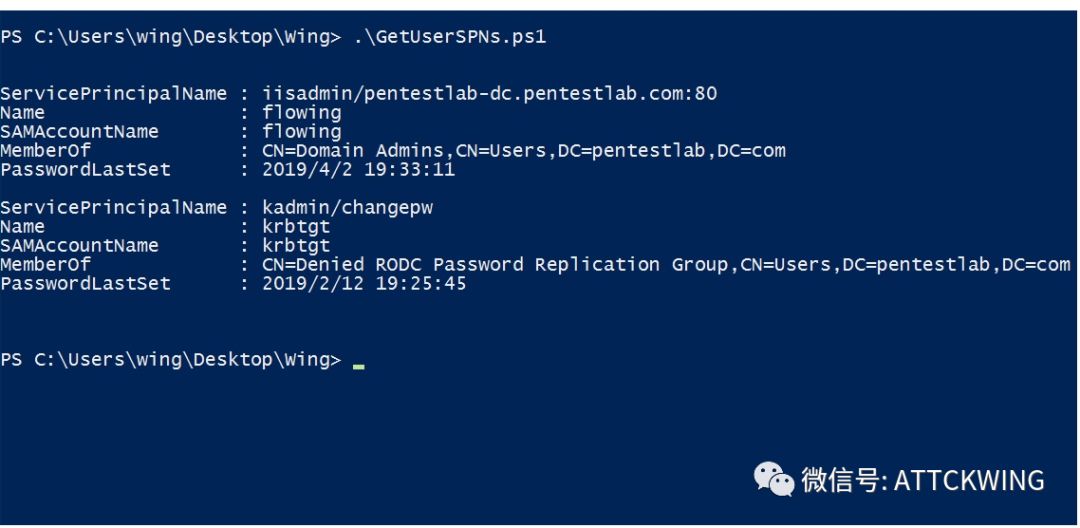 PS C:\Users\wing\Desktop\Wing> .\GetUserSPNs.ps1
ServicePrincipalName : iisadmin/pentestlab-dc.pentestlab.com:80
Name : flowing
SAMAccountName : flowing
MemberOf : CN=Domain Admins,CN=Users,DC=pentestlab,DC=com
PasswordLastSet : 2019/4/2 19:33:11
ServicePrincipalName : kadmin/changepw
Name : krbtgt
SAMAccountName : krbtgt
MemberOf : CN=Denied RODC Password Replication Group,CN=Users,DC=pentestlab,DC=com
PasswordLastSet : 2019/2/12 19:25:45
PS C:\Users\wing\Desktop\Wing>
微信号: ATTCKWING